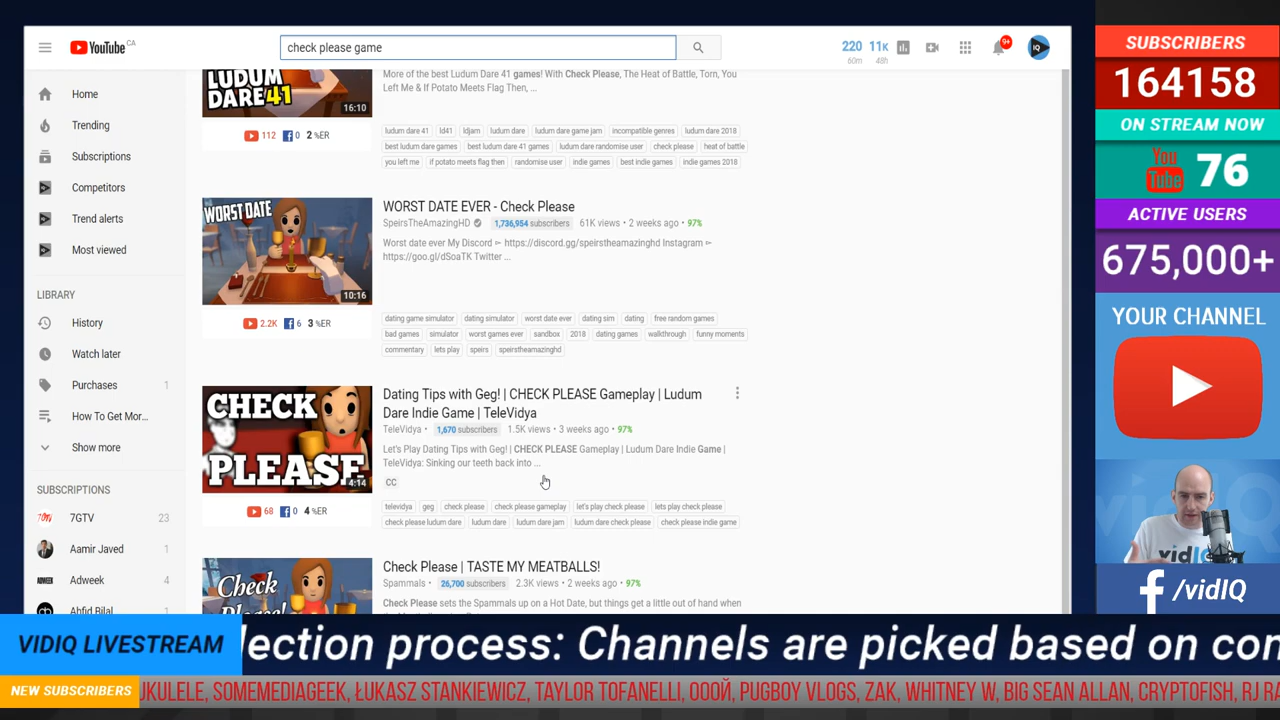 YouTube CA
check please game
220 11K
60m 48h
9+
IQ
Home
Trending
Subscriptions
Competitors
Trend alerts
Most viewed
LIBRARY
History
Watch later
Purchases 1
How To Get Mor...
Show more
SUBSCRIPTIONS
7GTV 23
Aamir Javed 1
Adweek 4
Ahfid Bilal
LUDUM
DARE41
16:10
112 0 2 %ER
More of the best Ludum Dare 41 games! With Check Please, The Heat of Battle, Torn, You
Left Me & If Potato Meets Flag Then, ...
ludum dare 41 ld41 ldjam ludum dare ludum dare game jam incompatible genres ludum dare 2018
best ludum dare games best ludum dare 41 games ludum dare randomise user check please heat of battle
you left me if potato meets flag then randomise user indie games best indie games indie games 2018
WORST DATE
10:16
2.2K 6 3 %ER
WORST DATE EVER - Check Please
SpeirsTheAmazingHD 1,736,954 subscribers 61K views • 2 weeks ago • 97%
Worst date ever My Discord ⊳ https://discord.gg/speirstheamazinghd Instagram ⊳
https://goo.gl/dSoaTK Twitter ...
dating game simulator dating simulator worst date ever dating sim dating free random games
bad games simulator worst games ever sandbox 2018 dating games walkthrough funny moments
commentary lets play speirs speirstheamazinghd
CHECK
PLEASE
4:14
68 0 4 %ER
Dating Tips with Geg! | CHECK PLEASE Gameplay | Ludum
Dare Indie Game | TeleVidya
TeleVidya • 1,670 subscribers 1.5K views • 3 weeks ago • 97%
Let's Play Dating Tips with Geg! | CHECK PLEASE Gameplay | Ludum Dare Indie Game |
TeleVidya: Sinking our teeth back into ...
CC
televidya geg check please check please gameplay let's play check please lets play check please
check please ludum dare ludum dare ludum dare jam ludum dare check please check please indie game
Check
Please!
Check Please | TASTE MY MEATBALLS!
Spammals • 26,700 subscribers 2.3K views • 2 weeks ago • 97%
Check Please sets the Spammals up on a Hot Date, but things get a little out of hand when
SUBSCRIBERS
164158
ON STREAM NOW
You
Tube 76
ACTIVE USERS
675,000+
YOUR CHANNEL
vidIQ
/vidIQ
VIDIQ LIVESTREAM
lection process: Channels are picked based on con
NEW SUBSCRIBERS
UKULELE, SOMEMEDIAGEEK, ŁUKASZ STANKIEWICZ, TAYLOR TOFANELLI, ОООЙ, PUGBOY VLOGS, ZAK, WHITNEY W, BIG SEAN ALLAN, CRYPTOFISH, RJ RA